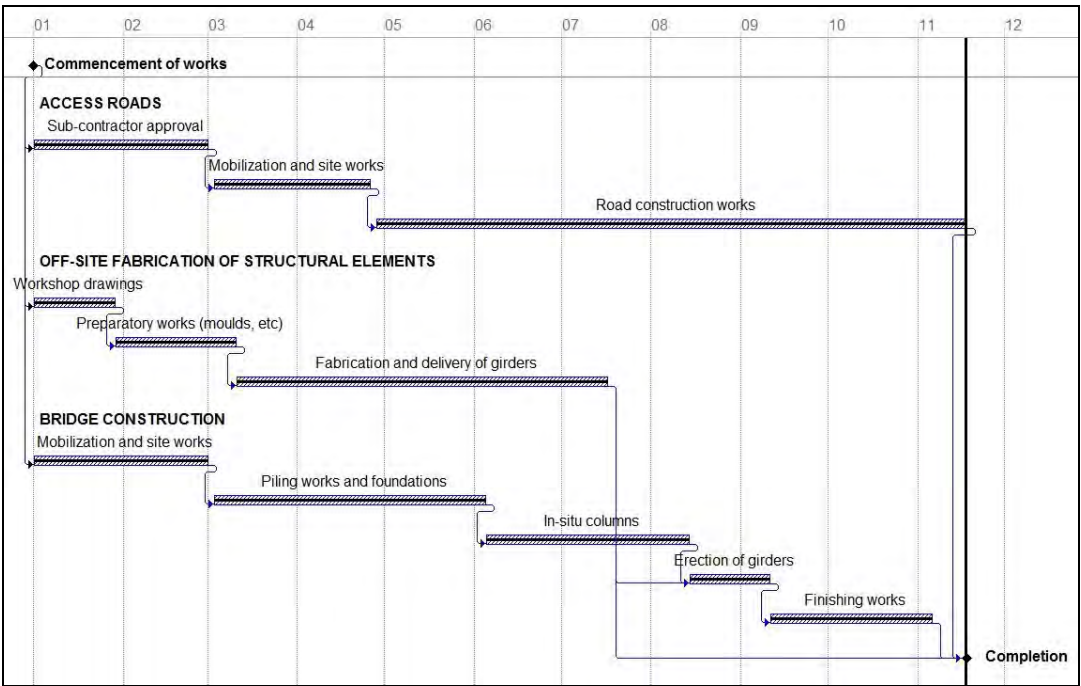 01 02 03 04 05 06 07 08 09 10 11 12
Commencement of works
ACCESS ROADS
Sub-contractor approval
Mobilization and site works
Road construction works
OFF-SITE FABRICATION OF STRUCTURAL ELEMENTS
Workshop drawings
Preparatory works (moulds, etc)
Fabrication and delivery of girders
BRIDGE CONSTRUCTION
Mobilization and site works
Piling works and foundations
In-situ columns
Erection of girders
Finishing works
Completion